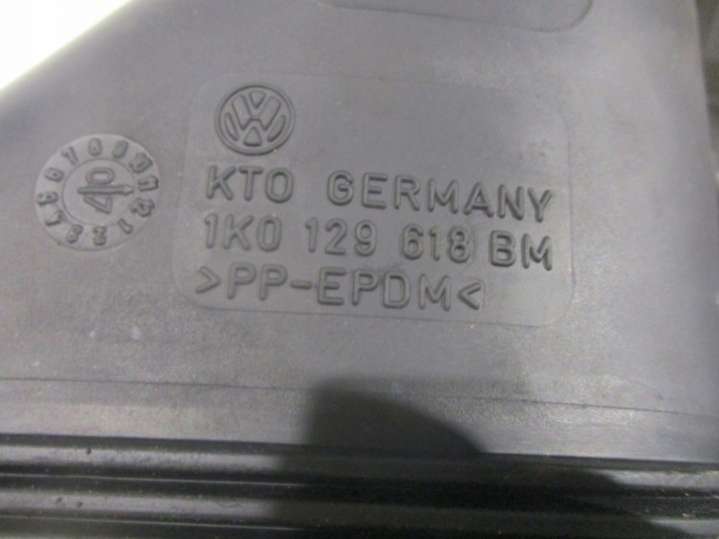 KTO GERMANY
1K0 129 618 BM
>PP-EPDM<